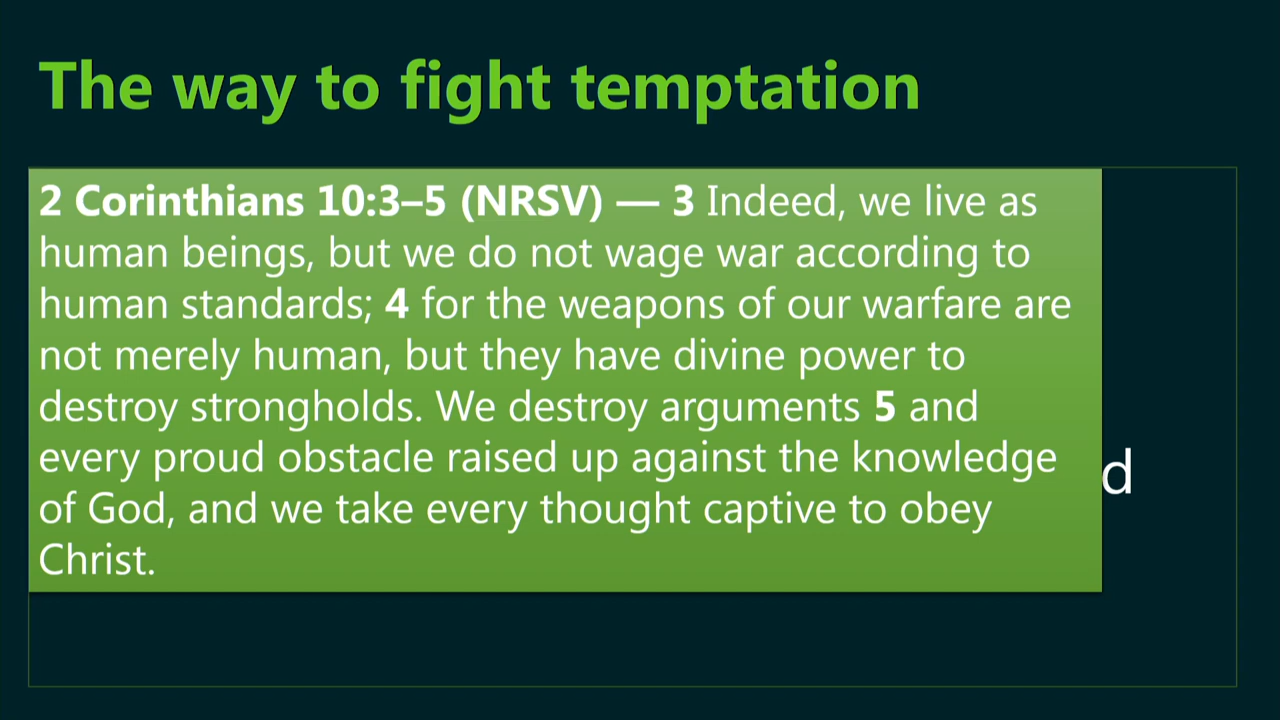 The way to fight temptation
2 Corinthians 10:3–5 (NRSV) — 3 Indeed, we live as
human beings, but we do not wage war according to
human standards; 4 for the weapons of our warfare are
not merely human, but they have divine power to
destroy strongholds. We destroy arguments 5 and
every proud obstacle raised up against the knowledge
of God, and we take every thought captive to obey
Christ.